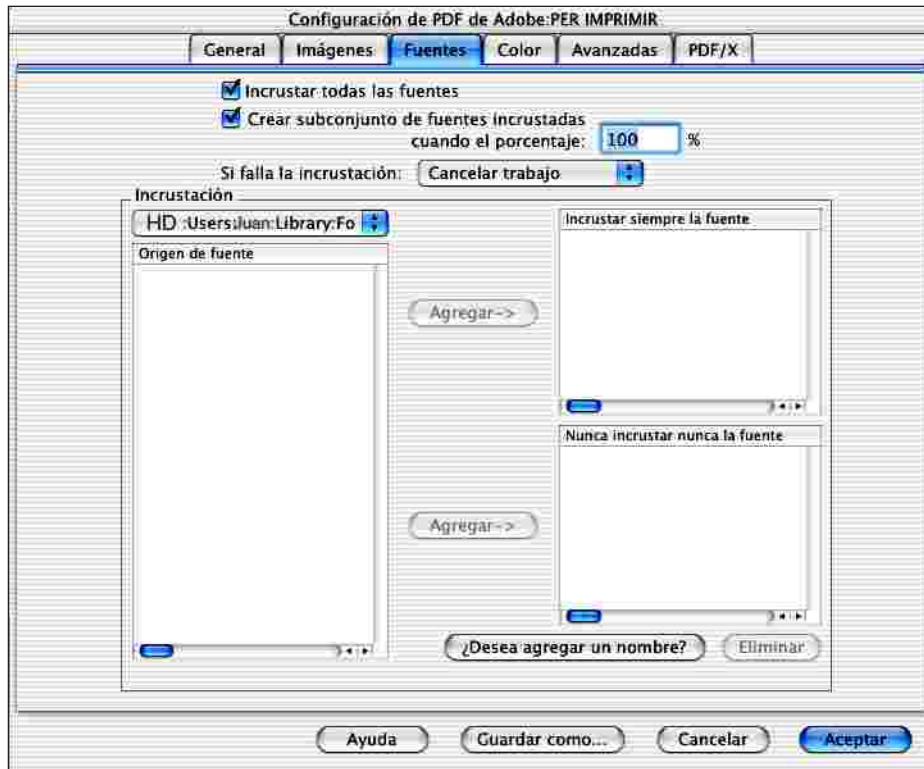 Configuración de PDF de Adobe:PER IMPRIMIR
General Imágenes Fuentes Color Avanzadas PDF/X
Incrustar todas las fuentes
Crear subconjunto de fuentes incrustadas
cuando el porcentaje: 100 %
Si falla la incrustación: Cancelar trabajo
Incrustación
HD :Users:Juan:Library:Fo
Incrustar siempre la fuente
Origen de fuente
Agregar->
Nunca incrustar nunca la fuente
Agregar->
¿Desea agregar un nombre? Eliminar
Ayuda Guardar como... Cancelar Aceptar